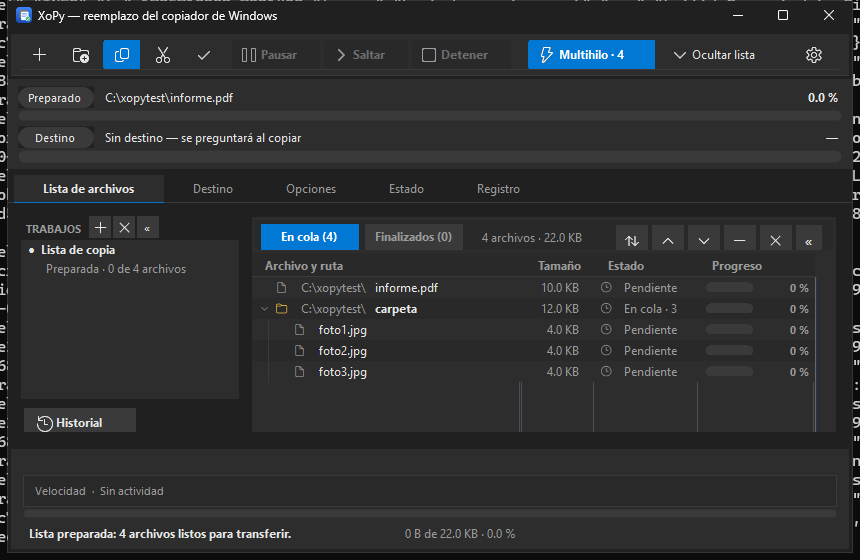 XoPy — reemplazo del copiador de Windows
Pausar
Saltar
Detener
Multihilo · 4
Ocultar lista
Preparado C:\xopytest\informe.pdf 0.0 %
Destino Sin destino — se preguntará al copiar —
Lista de archivos Destino Opciones Estado Registro
TRABAJOS + × «
• Lista de copia
Preparada · 0 de 4 archivos
Historial
En cola (4) Finalizados (0) 4 archivos · 22.0 KB «
Archivo y ruta Tamaño Estado Progreso
C:\xopytest\ informe.pdf 10.0 KB Pendiente 0 %
C:\xopytest\ carpeta 12.0 KB En cola · 3 0 %
foto1.jpg 4.0 KB Pendiente 0 %
foto2.jpg 4.0 KB Pendiente 0 %
foto3.jpg 4.0 KB Pendiente 0 %
Velocidad · Sin actividad
Lista preparada: 4 archivos listos para transferir. 0 B de 22.0 KB · 0.0 %